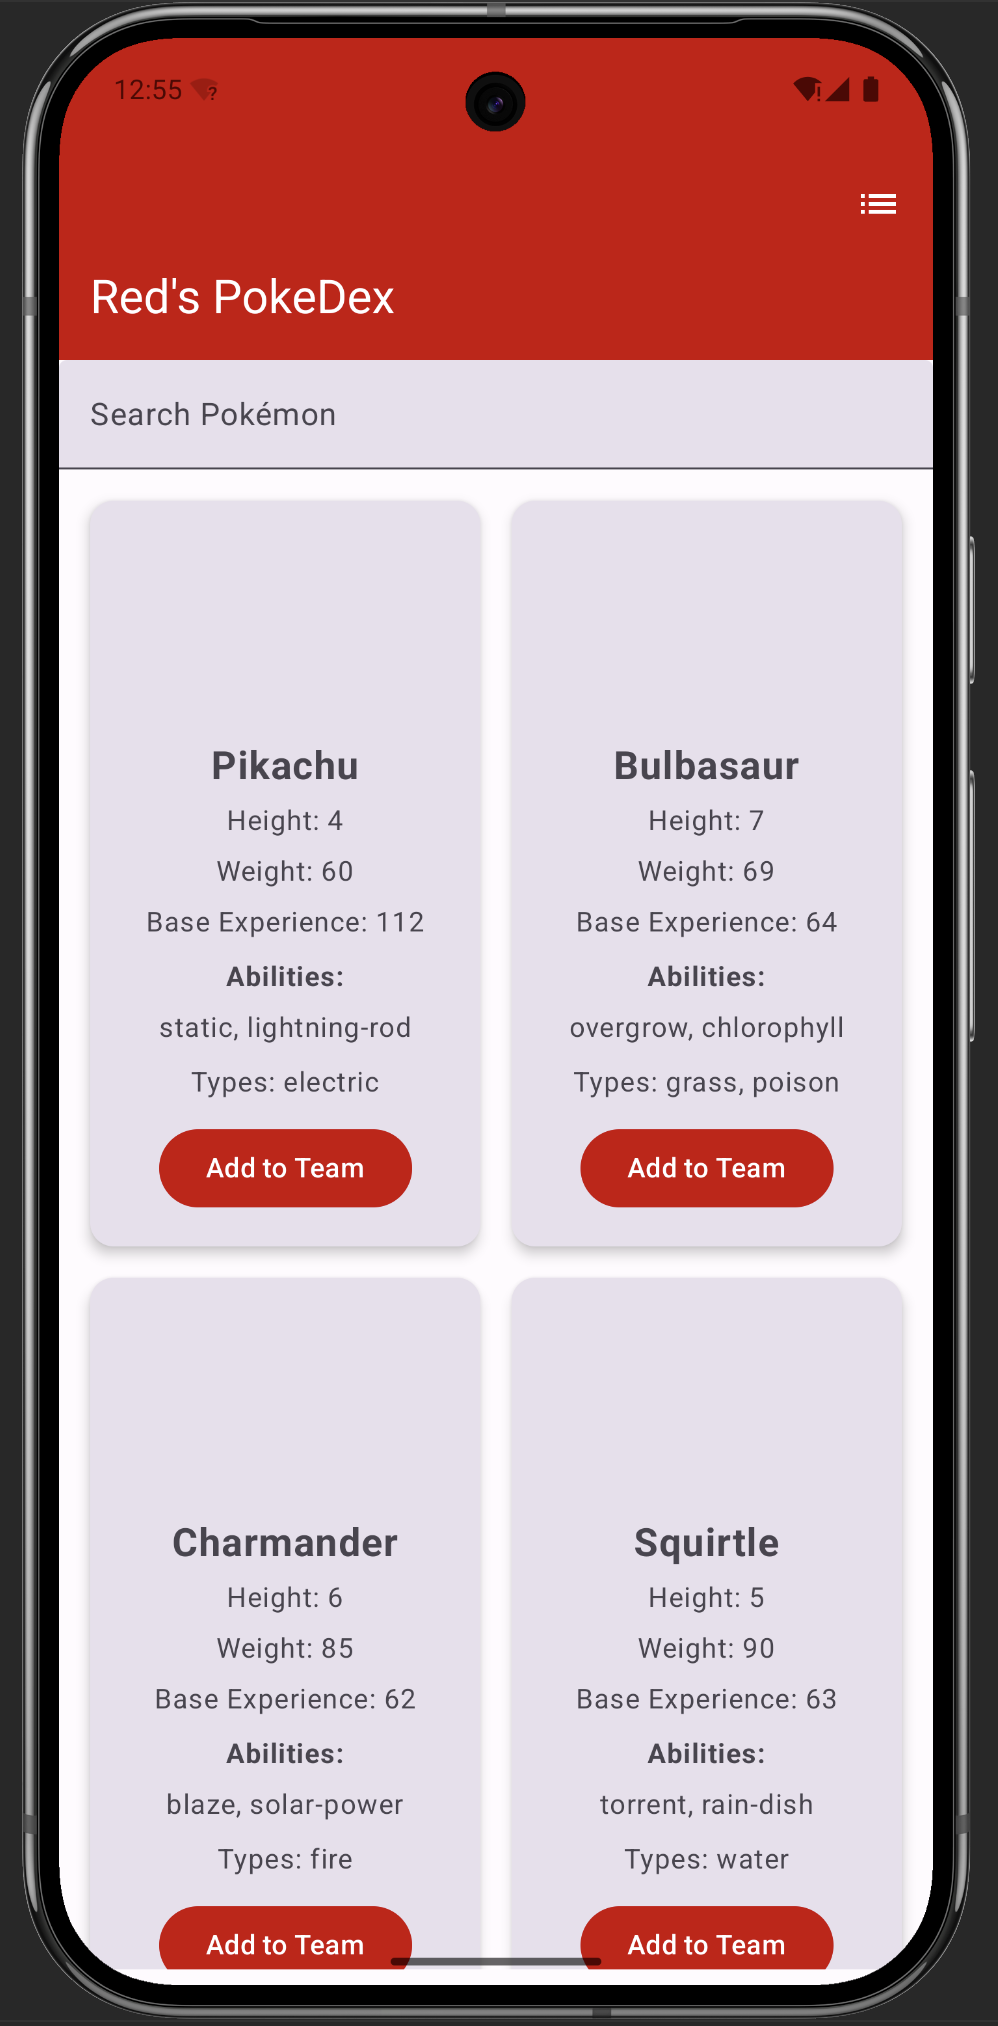 12:55
Red's PokeDex
Search Pokémon
Pikachu
Height: 4
Weight: 60
Base Experience: 112
Abilities:
static, lightning-rod
Types: electric
Add to Team
Bulbasaur
Height: 7
Weight: 69
Base Experience: 64
Abilities:
overgrow, chlorophyll
Types: grass, poison
Add to Team
Charmander
Height: 6
Weight: 85
Base Experience: 62
Abilities:
blaze, solar-power
Types: fire
Add to Team
Squirtle
Height: 5
Weight: 90
Base Experience: 63
Abilities:
torrent, rain-dish
Types: water
Add to Team